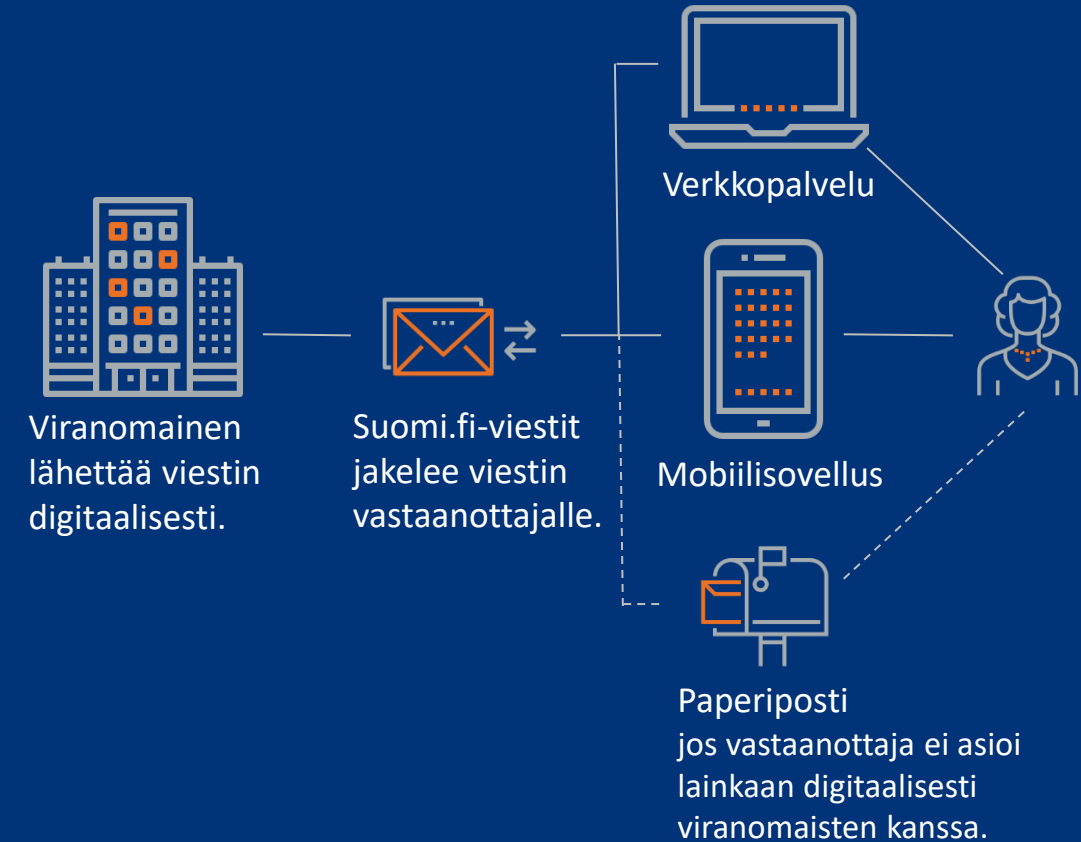 Verkkopalvelu
Viranomainen
lähettää viestin
digitaalisesti.
Suomi.fi-viestit
jakelee viestin
vastaanottajalle.
Mobiilisovellus
Paperiposti
jos vastaanottaja ei asioi
lainkaan digitaalisesti
viranomaisten kanssa.